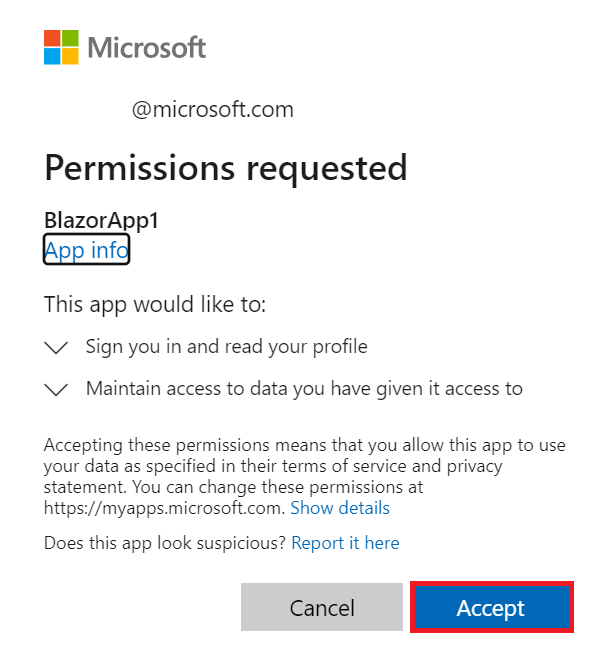 Microsoft
@microsoft.com
Permissions requested
BlazorApp1
App info
This app would like to:
Sign you in and read your profile
Maintain access to data you have given it access to
Accepting these permissions means that you allow this app to use
your data as specified in their terms of service and privacy
statement. You can change these permissions at
https://myapps.microsoft.com. Show details
Does this app look suspicious? Report it here
Cancel Accept